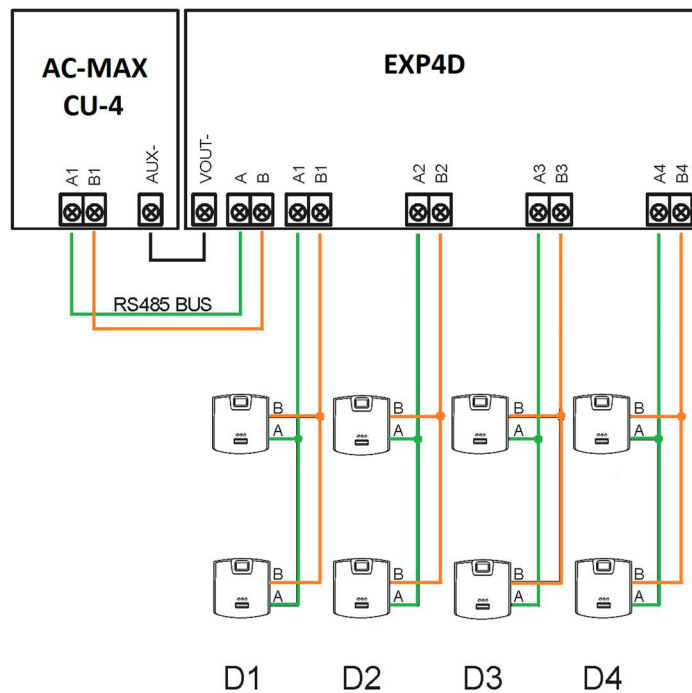 AC-MAX
CU-4
EXP4D
A1 B1 AUX- VOUT- A B A1 B1 A2 B2 A3 B3 A4 B4
RS485 BUS
B B B B
A A A A
B B B B
A A A A
D1 D2 D3 D4